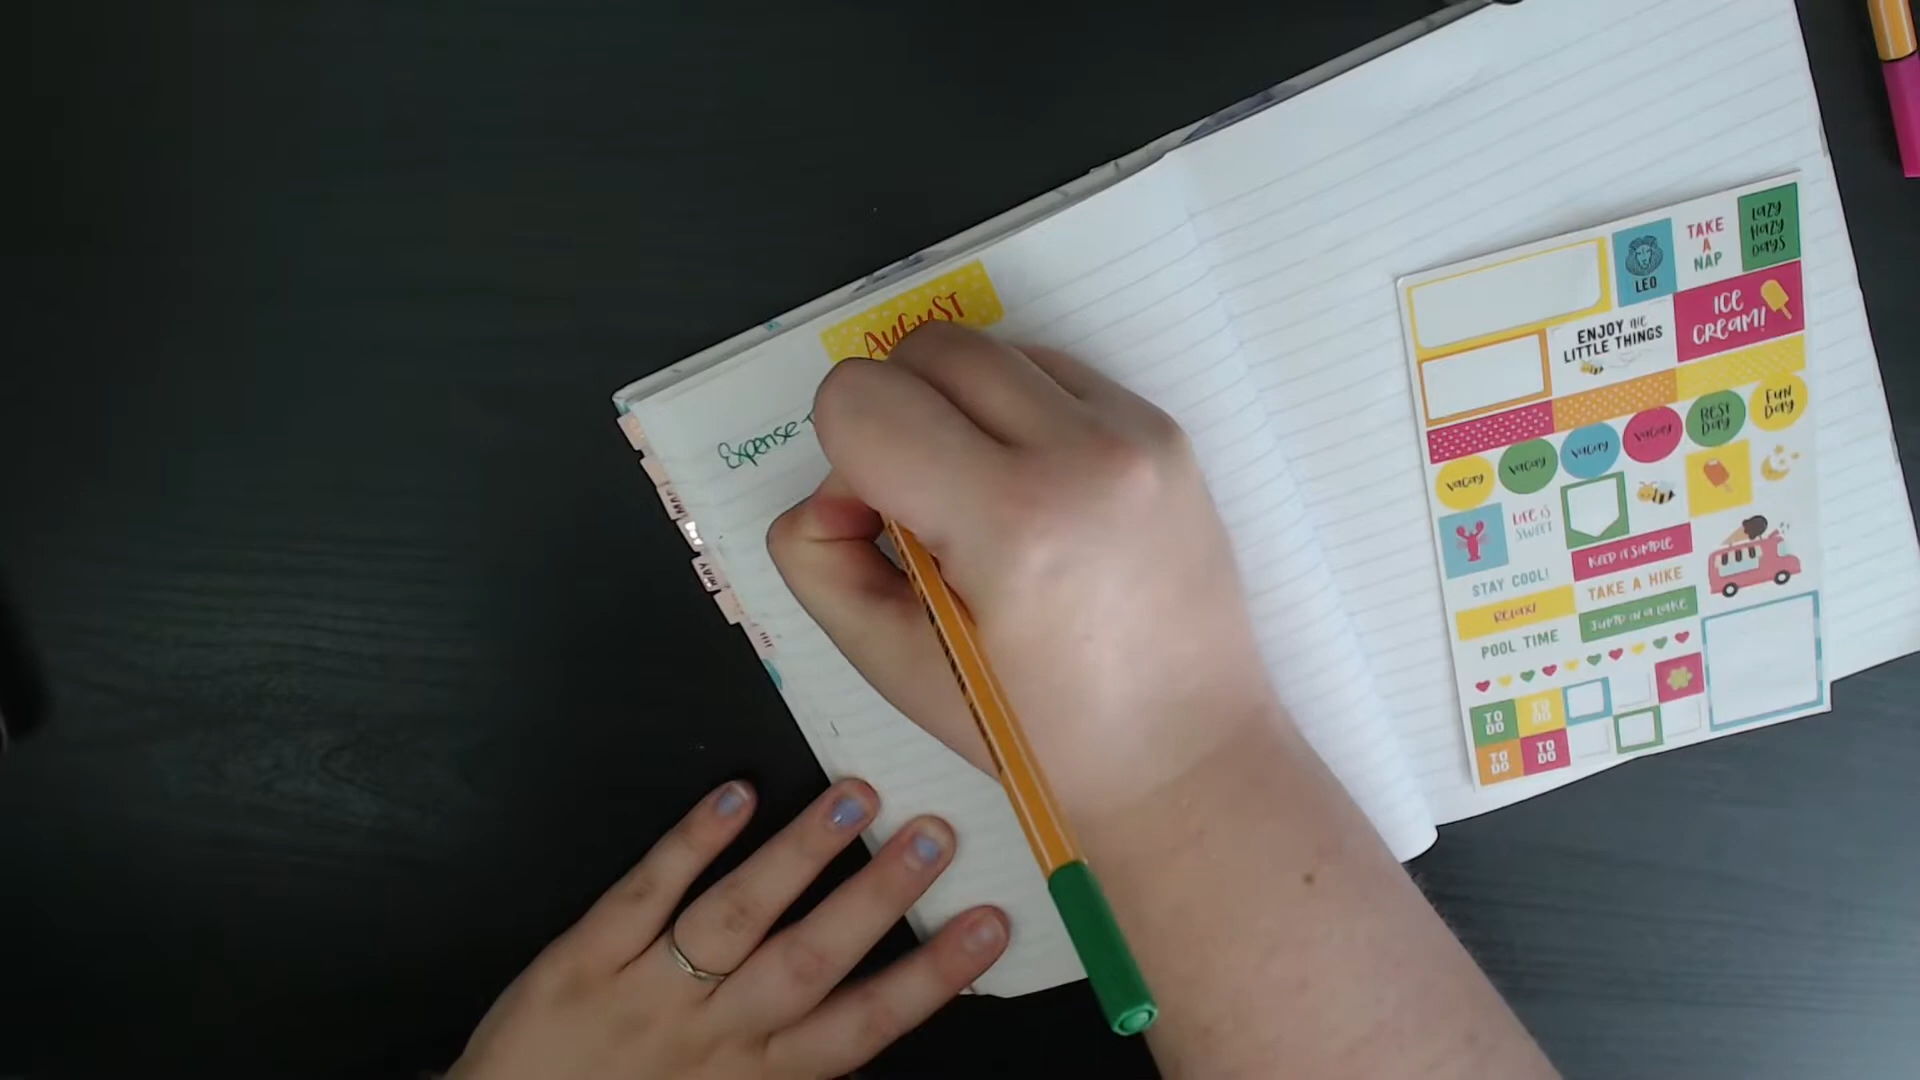 AUGUST
Expense
MAY
LEO
TAKE
A
NAP
LAZY
HAZY
DAYS
ENJOY the
LITTLE THINGS
ICE
CREAM!
VACAY
VACAY
VACAY
VACAY
REST
DAY
FUN
DAY
LIFE IS
SWEET
KEEP IT SIMPLE
STAY COOL!
TAKE A HIKE
RELAX!
JUMP IN A LAKE
POOL TIME
TO
DO
TO
DO
TO
DO
TO
DO